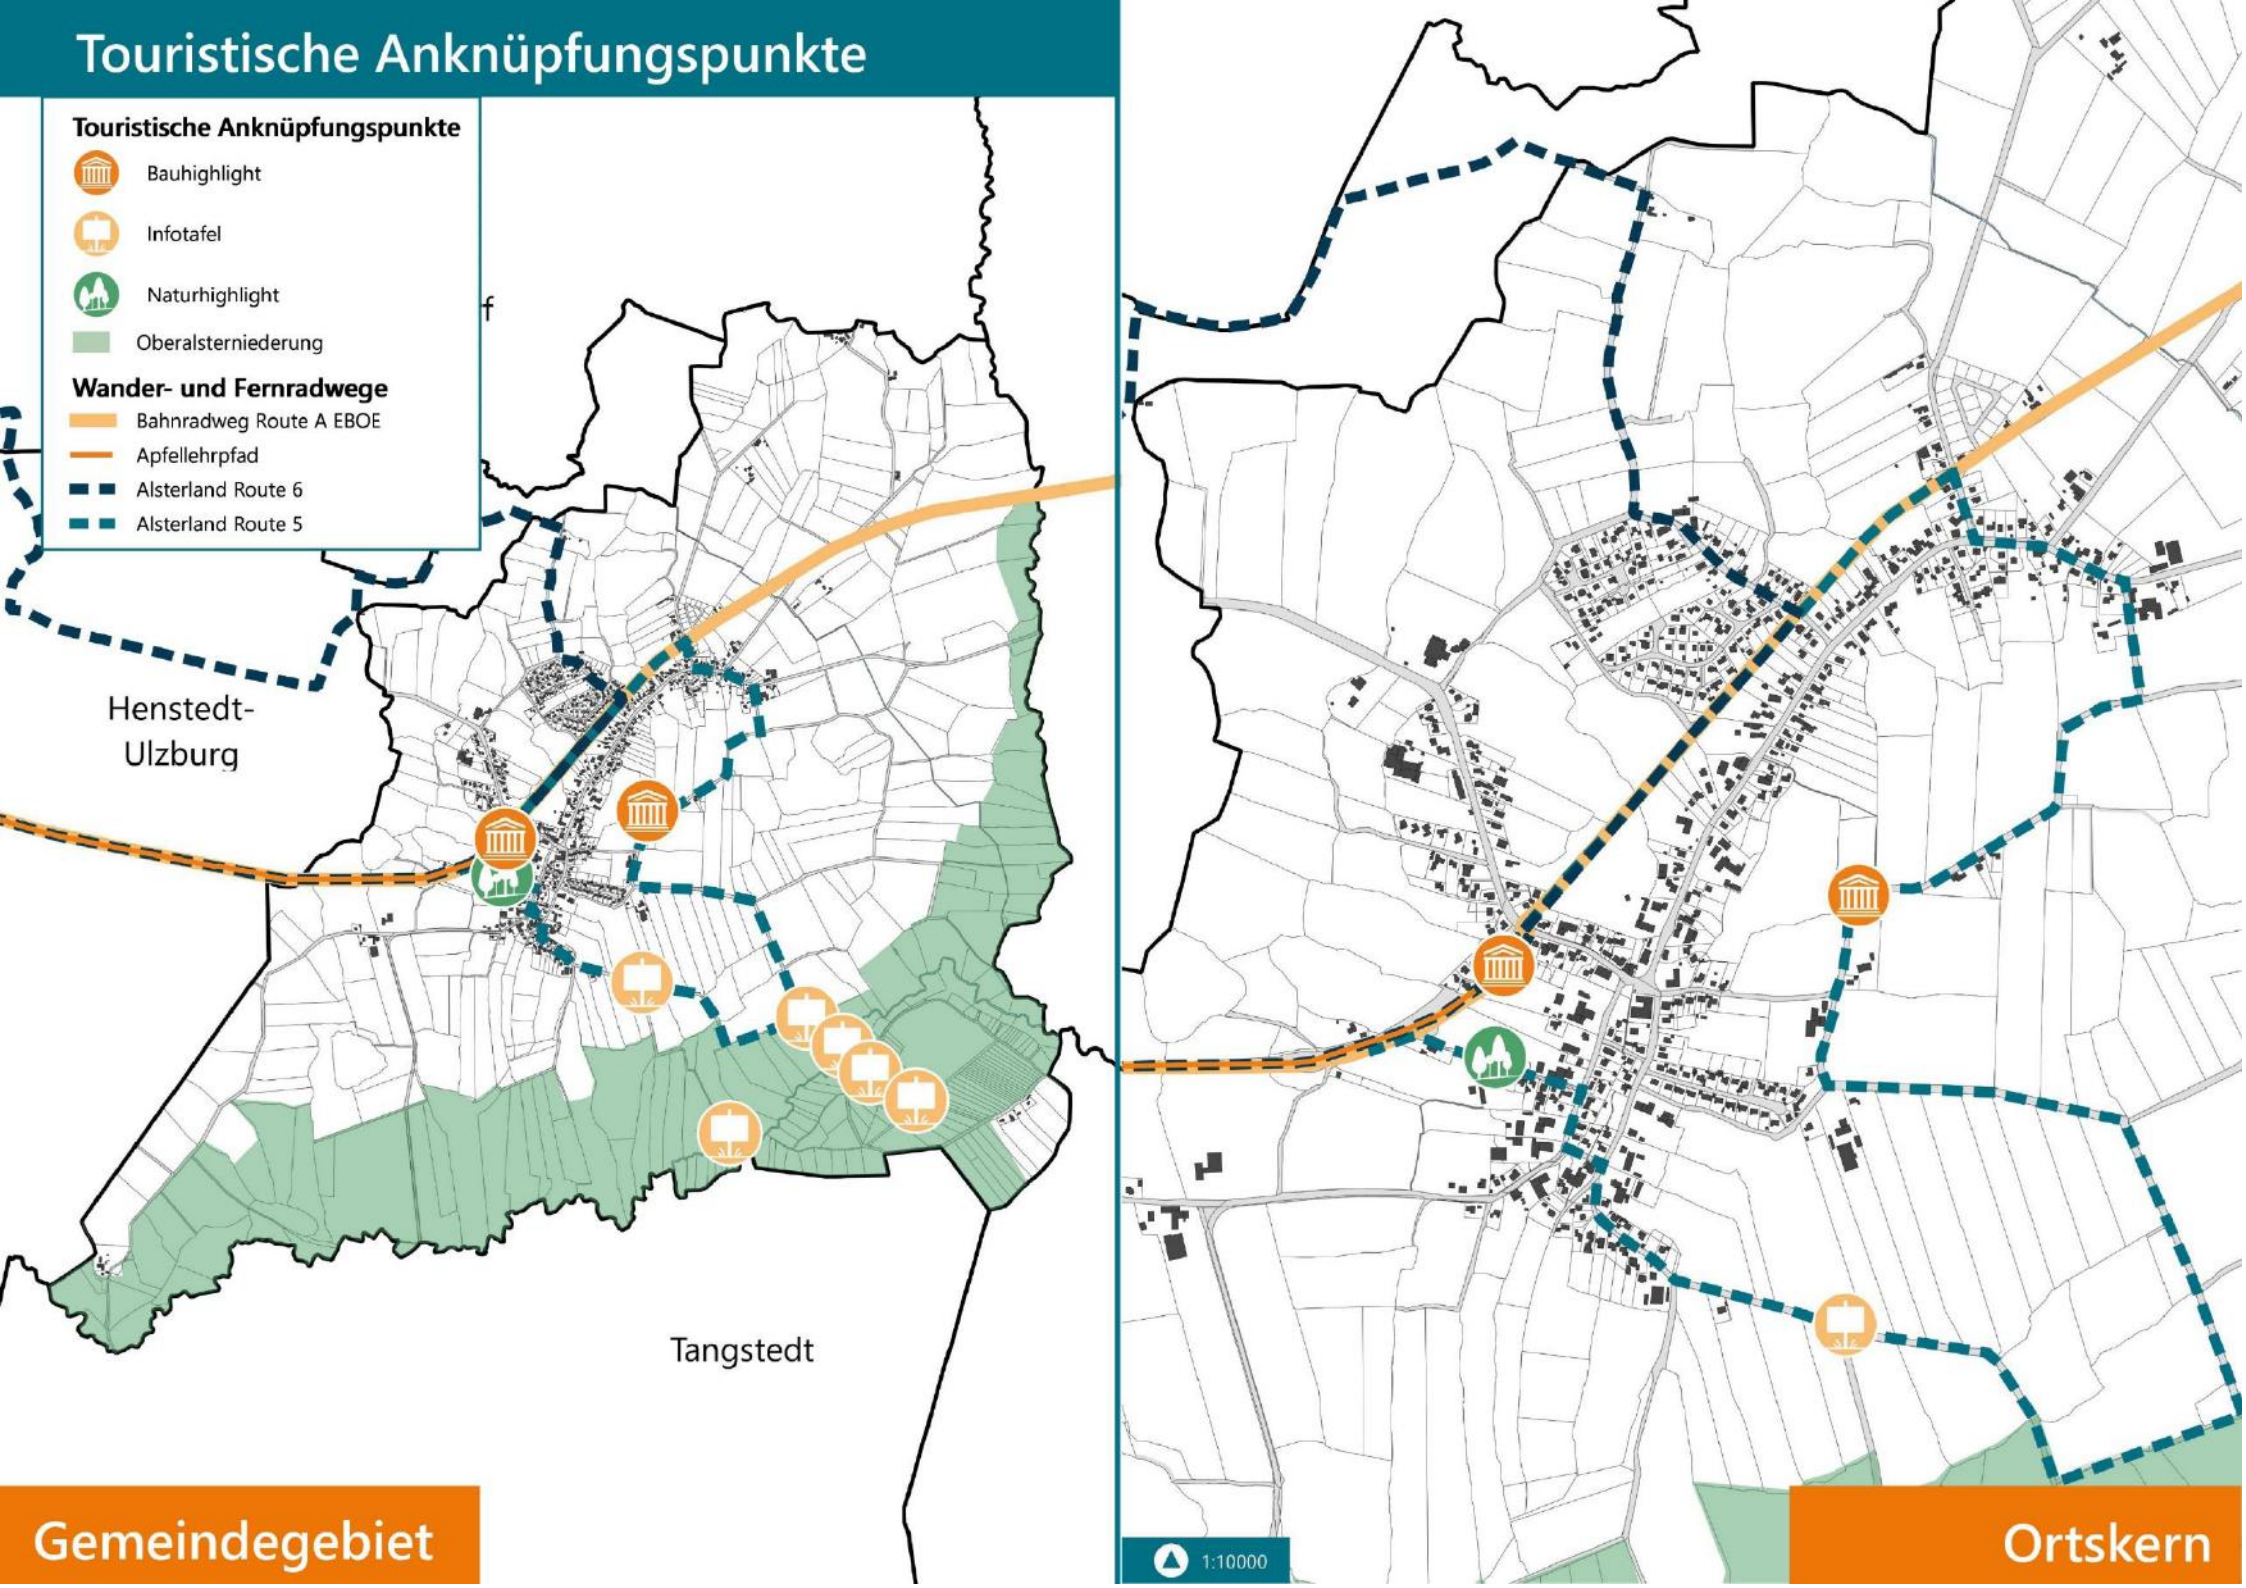 Touristische Anknüpfungspunkte
Touristische Anknüpfungspunkte
Bauhighlight
Infotafel
Naturhighlight
Oberalsterniederung
Wander- und Fernradwege
Bahnradweg Route A EBOE
Apfellehrpfad
Alsterland Route 6
Alsterland Route 5
f
Henstedt-
Ulzburg
Tangstedt
Gemeindegebiet
1:10000
Ortskern